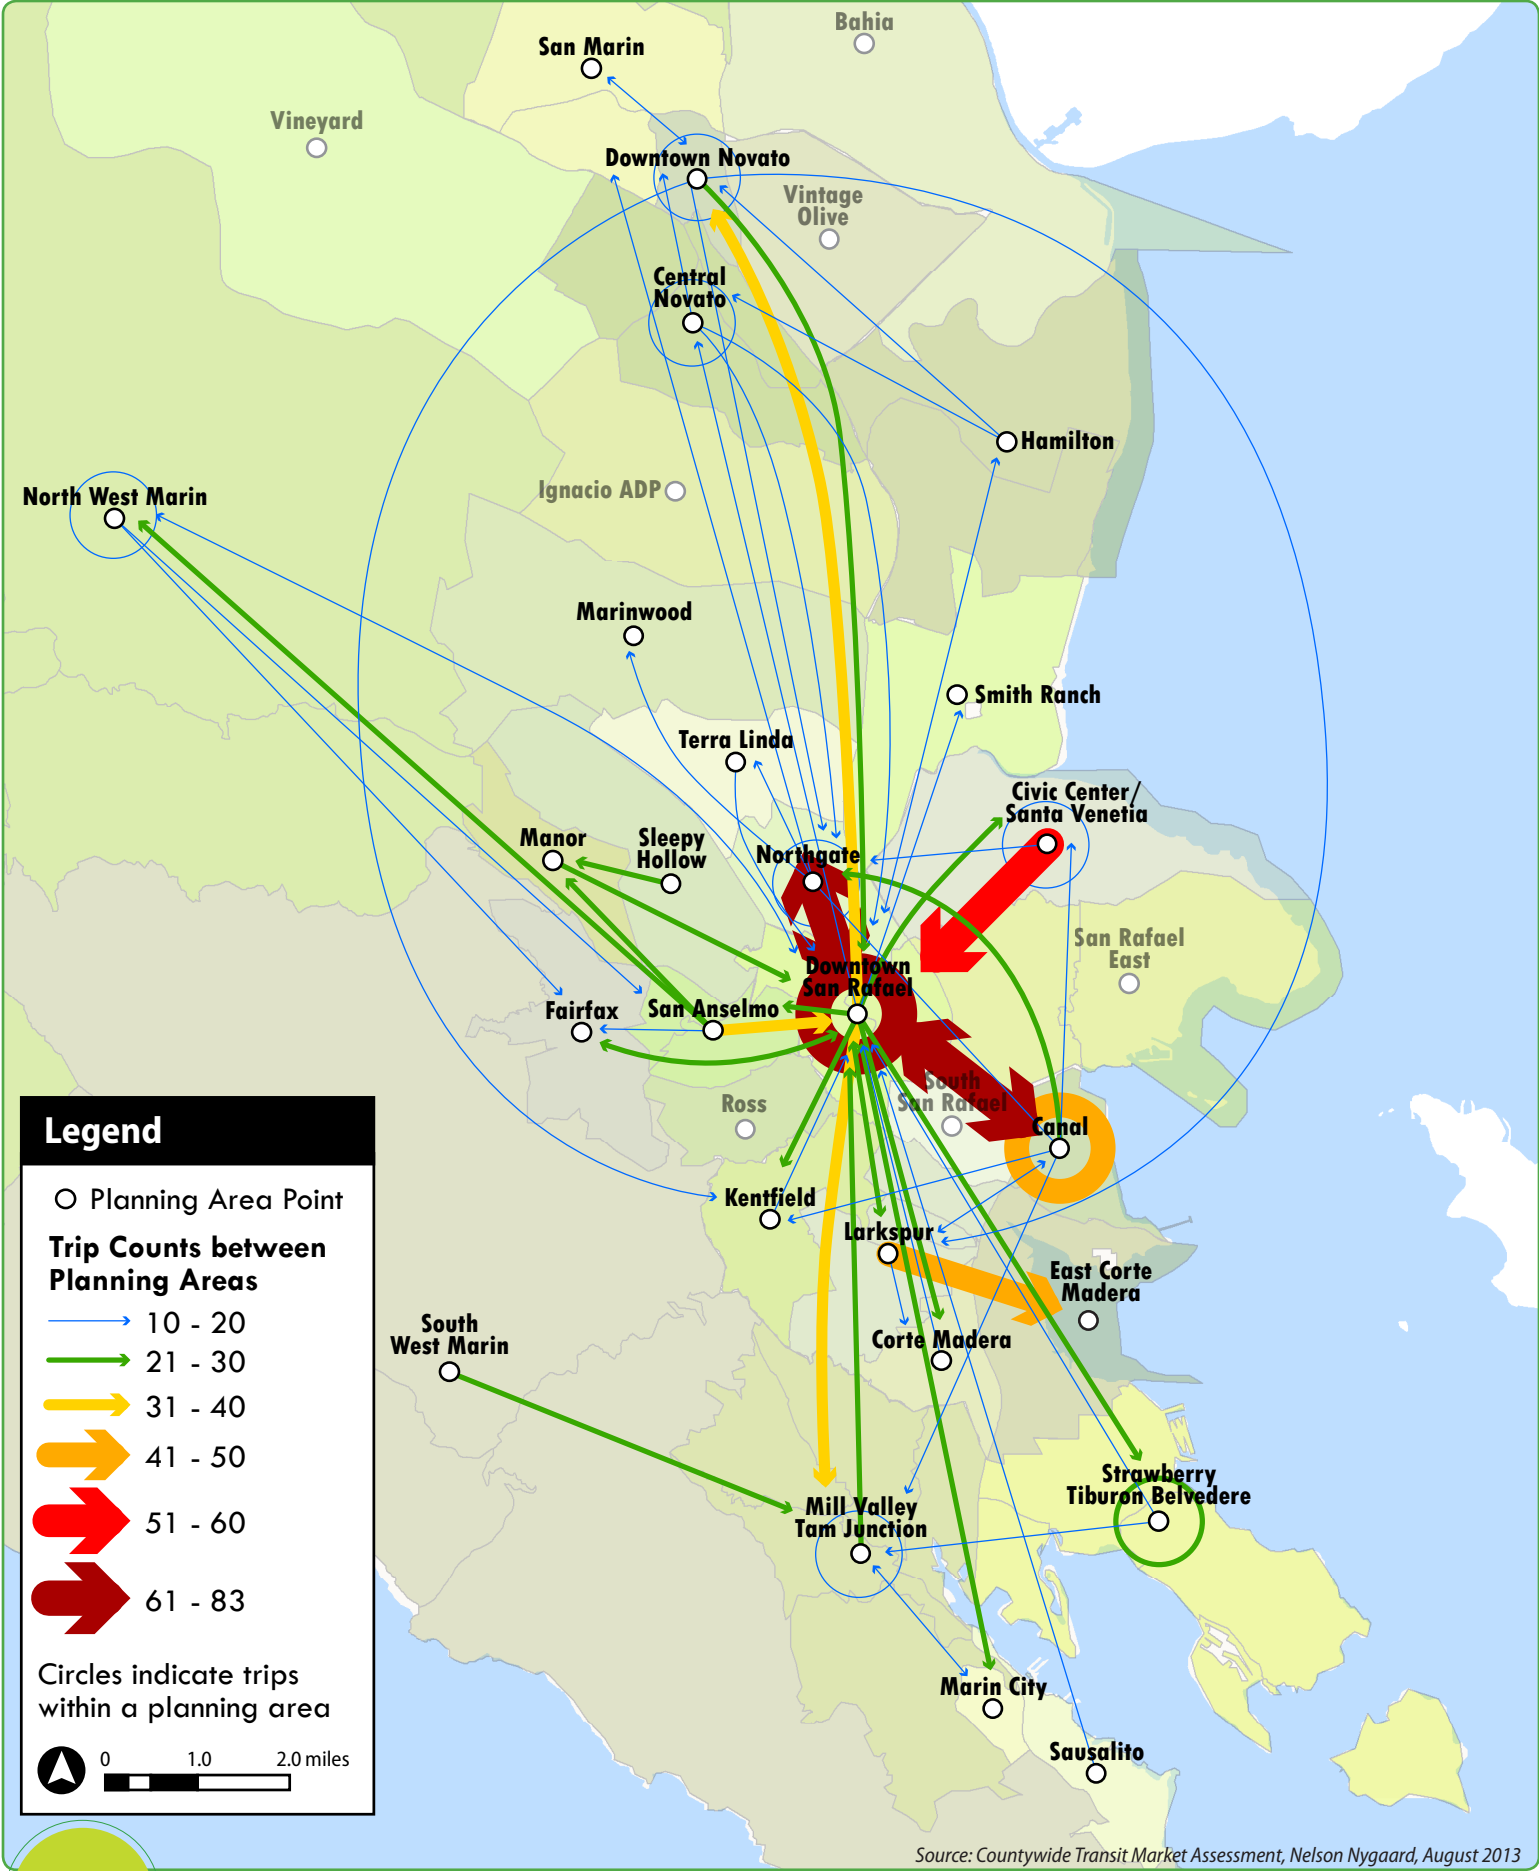 Bahia
San Marin
Vineyard
Downtown Novato
Vintage
Olive
Central
Novato
Hamilton
Ignacio ADP
North West Marin
Marinwood
Smith Ranch
Terra Linda
Civic Center/
Santa Venetia
Manor
Sleepy
Hollow
Northgate
San Rafael
East
Downtown
San Rafael
Fairfax
San Anselmo
South
San Rafael
Ross
Canal
Kentfield
Larkspur
East Corte
Madera
Corte Madera
South
West Marin
Strawberry
Tiburon Belvedere
Mill Valley
Tam Junction
Marin City
Sausalito
Legend
Planning Area Point
Trip Counts between
Planning Areas
10 - 20
21 - 30
31 - 40
41 - 50
51 - 60
61 - 83
Circles indicate trips
within a planning area
0 1.0 2.0 miles
Source: Countywide Transit Market Assessment, Nelson Nygaard, August 2013